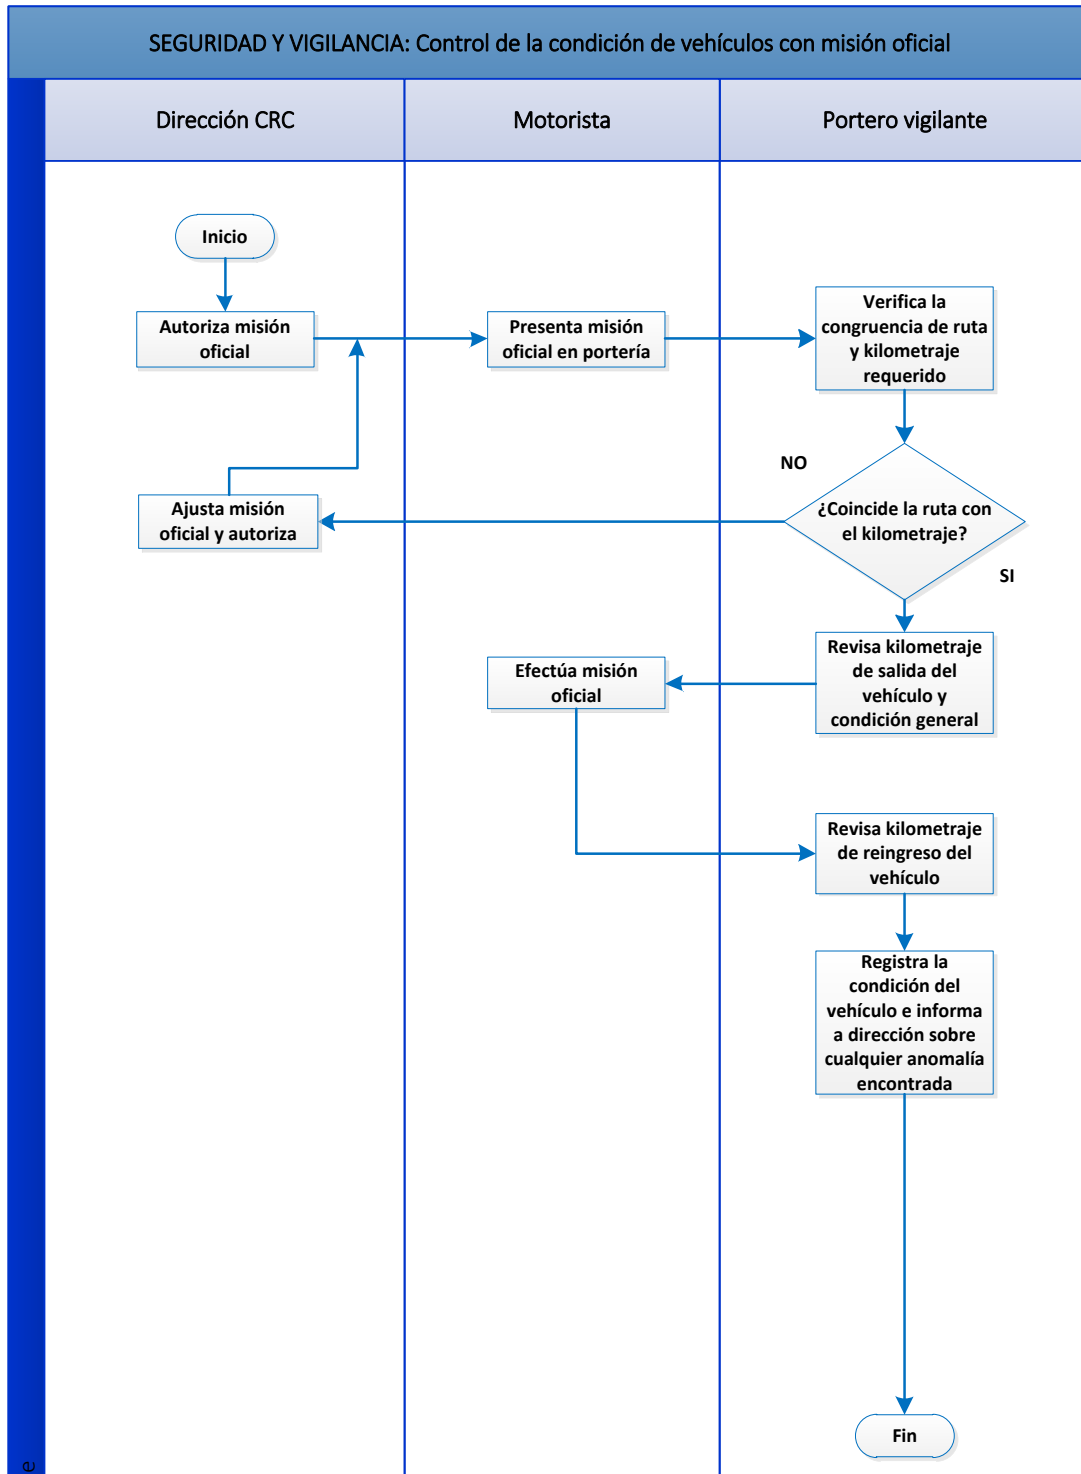 SEGURIDAD Y VIGILANCIA: Control de la condición de vehículos con misión oficial
Dirección CRC
Motorista
Portero vigilante
Inicio
Autoriza misión
oficial
Presenta misión
oficial en portería
Verifica la
congruencia de ruta
y kilometraje
requerido
NO
¿Coincide la ruta con
el kilometraje?
SI
Ajusta misión
oficial y autoriza
Revisa kilometraje
de salida del
vehículo y
condición general
Efectúa misión
oficial
Revisa kilometraje
de reingreso del
vehículo
Registra la
condición del
vehículo e informa
a dirección sobre
cualquier anomalía
encontrada
Fin
e